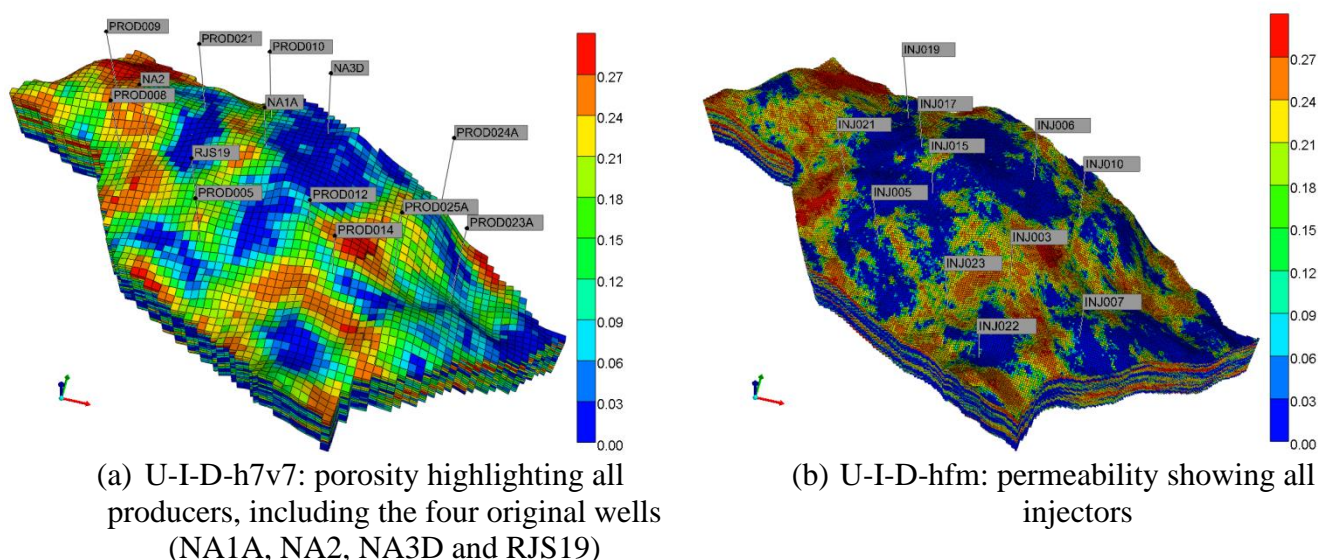 PROD009
PROD021
PROD010
NA3D
NA2
PROD008
NA1A
PROD024A
RJS19
PROD005
PROD012
PROD025A
PROD023A
PROD014
0.27
0.24
0.21
0.18
0.15
0.12
0.09
0.06
0.03
0.00
(a) U-I-D-h7v7: porosity highlighting all
producers, including the four original wells
(NA1A, NA2, NA3D and RJS19)
INJ019
INJ017
INJ021
INJ006
INJ015
INJ010
INJ005
INJ003
INJ023
INJ007
INJ022
0.27
0.24
0.21
0.18
0.15
0.12
0.09
0.06
0.03
0.00
(b) U-I-D-hfm: permeability showing all
injectors